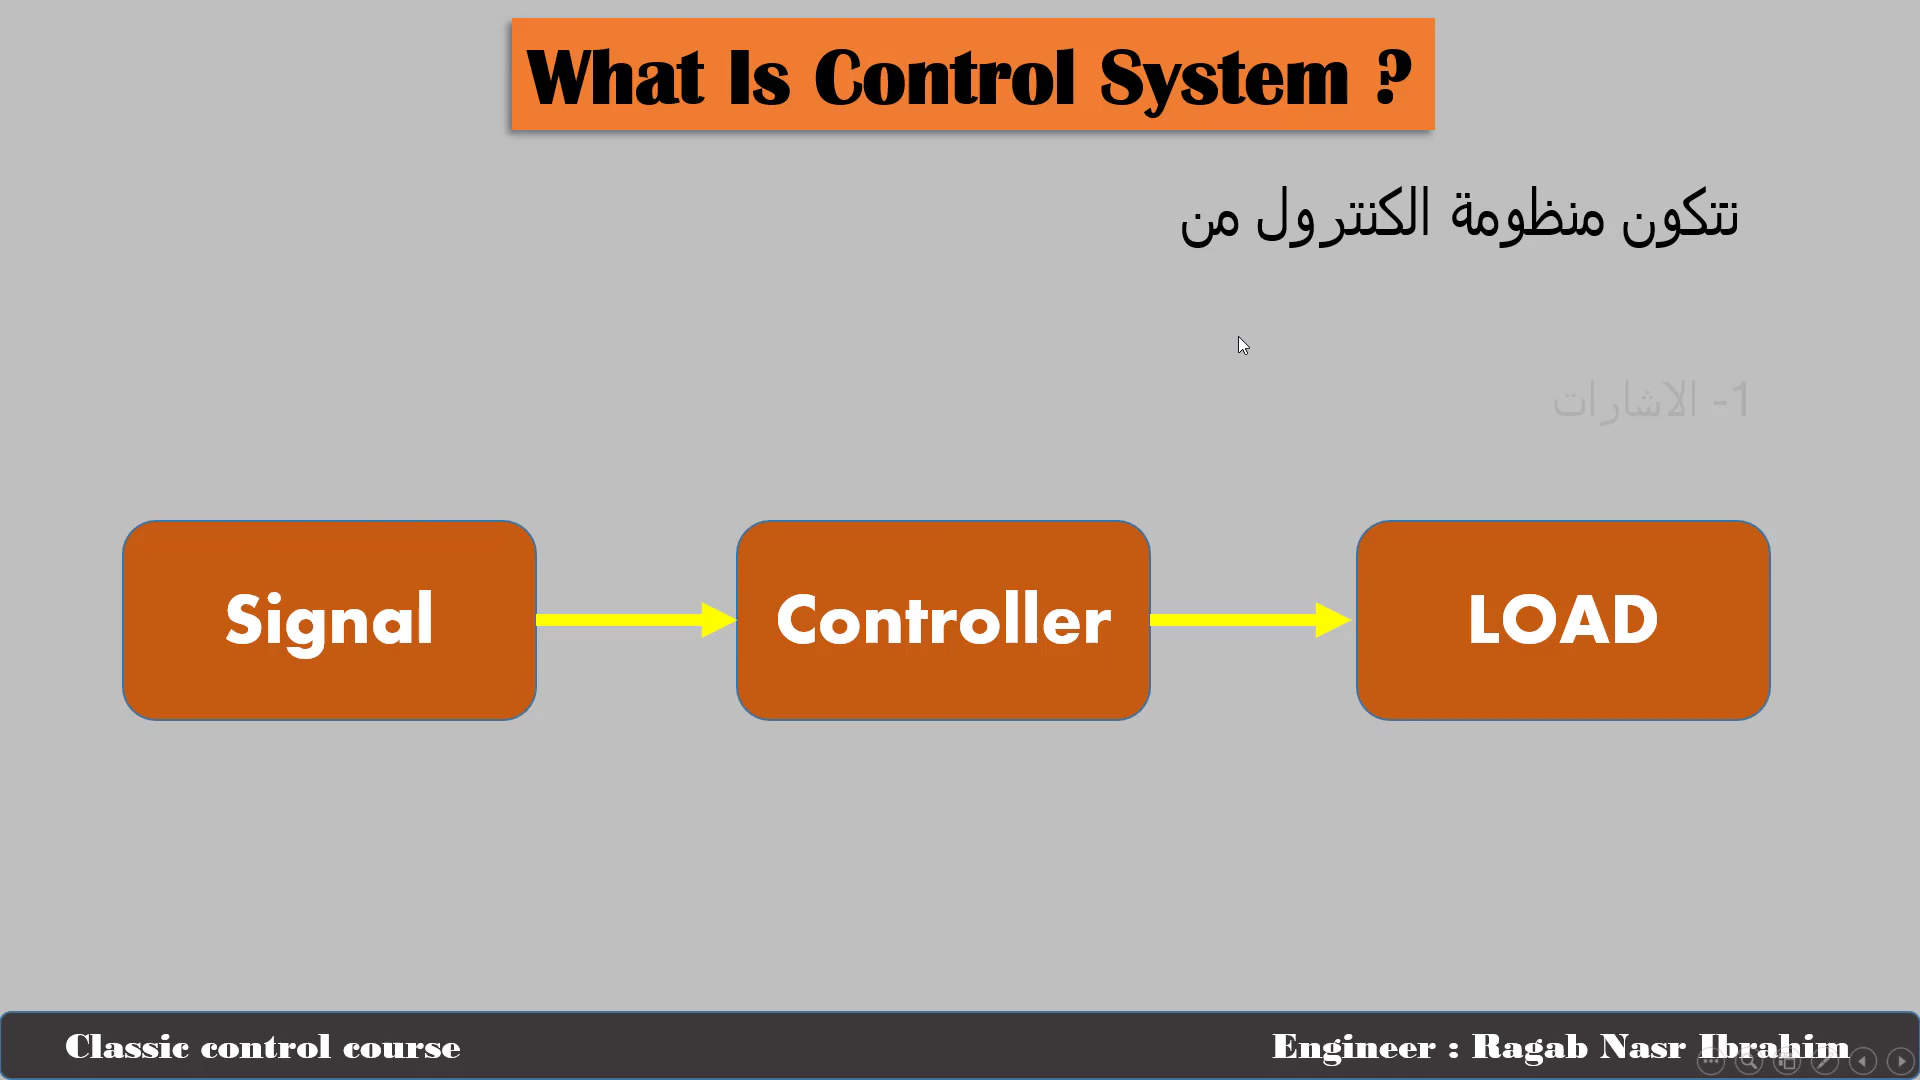 What Is Control System ?
تتكون منظومة الكنترول من
1- الاشارات
Signal
Controller
LOAD
Classic control course
Engineer : Ragab Nasr Ibrahim